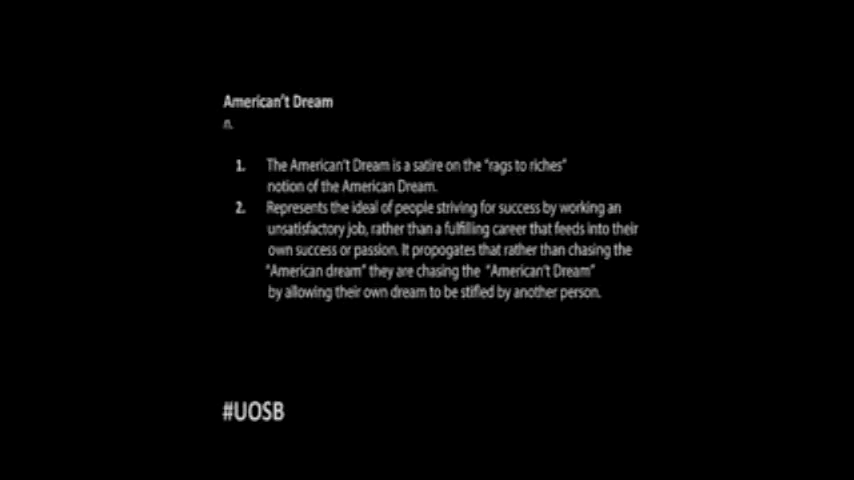 American't Dream
n.
1. The American't Dream is a satire on the "rags to riches"
notion of the American Dream.
2. Represents the ideal of people striving for success by working an
unsatisfactory job, rather than a fulfilling career that feeds into their
own success or passion. It propogates that rather than chasing the
"American dream" they are chasing the "American't Dream"
by allowing their own dream to be stifled by another person.
#UOSB